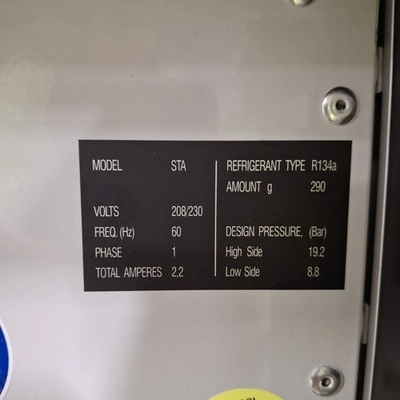 MODEL STA
VOLTS 208/230
FREQ. (Hz) 60
PHASE 1
TOTAL AMPERES 2,2
REFRIGERANT TYPE R134a
AMOUNT g 290
DESIGN PRESSURE, (Bar)
High Side 19.2
Low Side 8.8